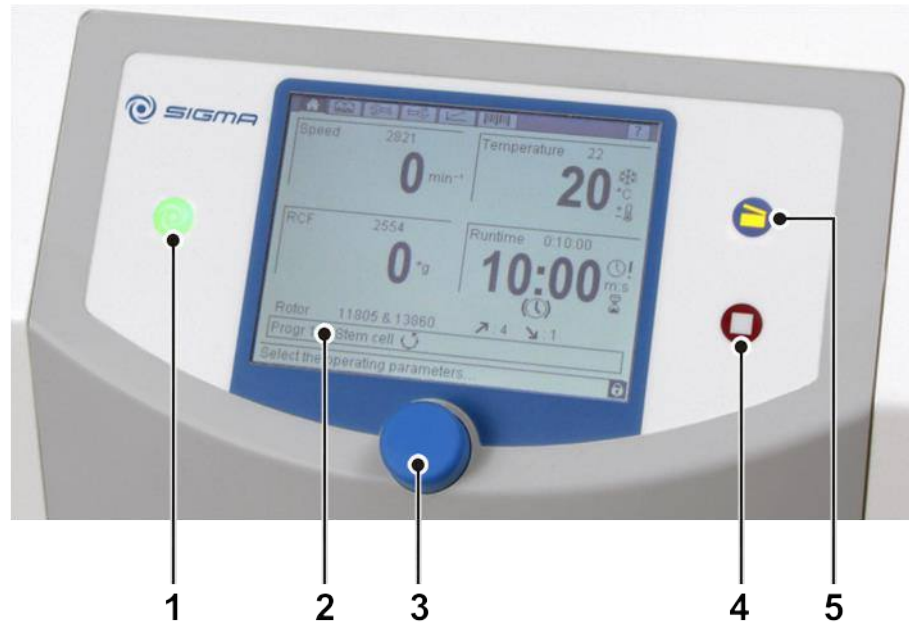 SIGMA
?
Speed 2821
0 min⁻¹
Temperature 22
20 °C
RCF 2554
0 *g
Runtime 0:10:00
10:00 m:s
Rotor 11805 & 13860 4 : 1
Progr Stem cell
Select the operating parameters...
1 2 3 4 5